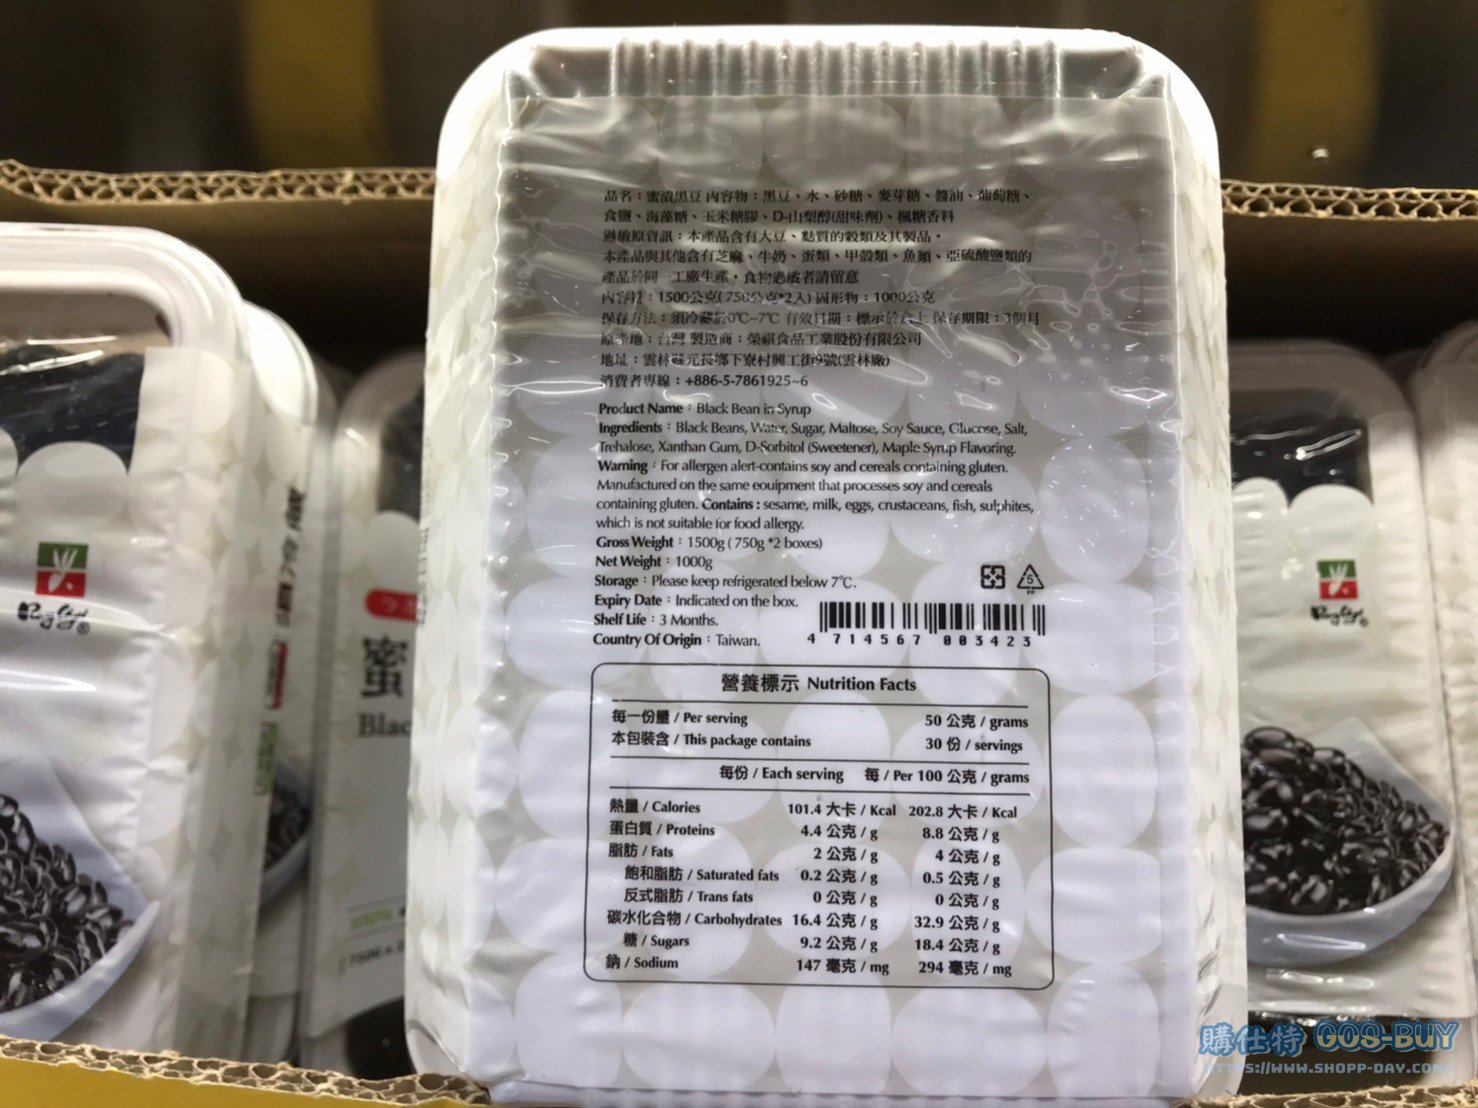 品名：蜜漬黑豆 內容物：黑豆、水、砂糖、麥芽糖、醬油、葡萄糖、
食鹽、海藻糖、玉米糖膠、D-山梨醇(甜味劑)、楓糖香料
過敏原資訊：本產品含有大豆、麩質的穀類及其製品。
本產品與其他含有芝麻、牛奶、蛋類、甲殼類、魚類、亞硫酸鹽類的
產品於同一工廠生產，食物過敏者請留意
內容量：1500公克(750公克*2入) 固形物：1000公克
保存方法：須冷藏於0℃~7℃ 有效日期：標示於盒上 保存期限：3個月
原產地：台灣 製造商：榮祺食品工業股份有限公司
地址：雲林縣元長鄉下寮村興工街9號(雲林廠)
消費者專線：+886-5-7861925~6
Product Name：Black Bean in Syrup
Ingredients：Black Beans, Water, Sugar, Maltose, Soy Sauce, Glucose, Salt,
Trehalose, Xanthan Gum, D-Sorbitol (Sweetener), Maple Syrup Flavoring.
Warning：For allergen alert-contains soy and cereals containing gluten.
Manufactured on the same equipment that processes soy and cereals
containing gluten. Contains : sesame, milk, eggs, crustaceans, fish, sulphites,
which is not suitable for food allergy.
Gross Weight：1500g ( 750g *2 boxes)
Net Weight：1000g
Storage：Please keep refrigerated below 7℃.
Expiry Date：Indicated on the box.
Shelf Life：3 Months.
Country Of Origin：Taiwan.
5
PP
4 714567 003423
營養標示 Nutrition Facts
每一份量 / Per serving 50 公克 / grams
本包裝含 / This package contains 30 份 / servings
每份 / Each serving 每 / Per 100 公克 / grams
熱量 / Calories 101.4 大卡 / Kcal 202.8 大卡 / Kcal
蛋白質 / Proteins 4.4 公克 / g 8.8 公克 / g
脂肪 / Fats 2 公克 / g 4 公克 / g
飽和脂肪 / Saturated fats 0.2 公克 / g 0.5 公克 / g
反式脂肪 / Trans fats 0 公克 / g 0 公克 / g
碳水化合物 / Carbohydrates 16.4 公克 / g 32.9 公克 / g
糖 / Sugars 9.2 公克 / g 18.4 公克 / g
鈉 / Sodium 147 毫克 / mg 294 毫克 / mg
蜜
Blac
購仕特 GOS-BUY
HTTPS://WWW.SHOPP-DAY.COM/